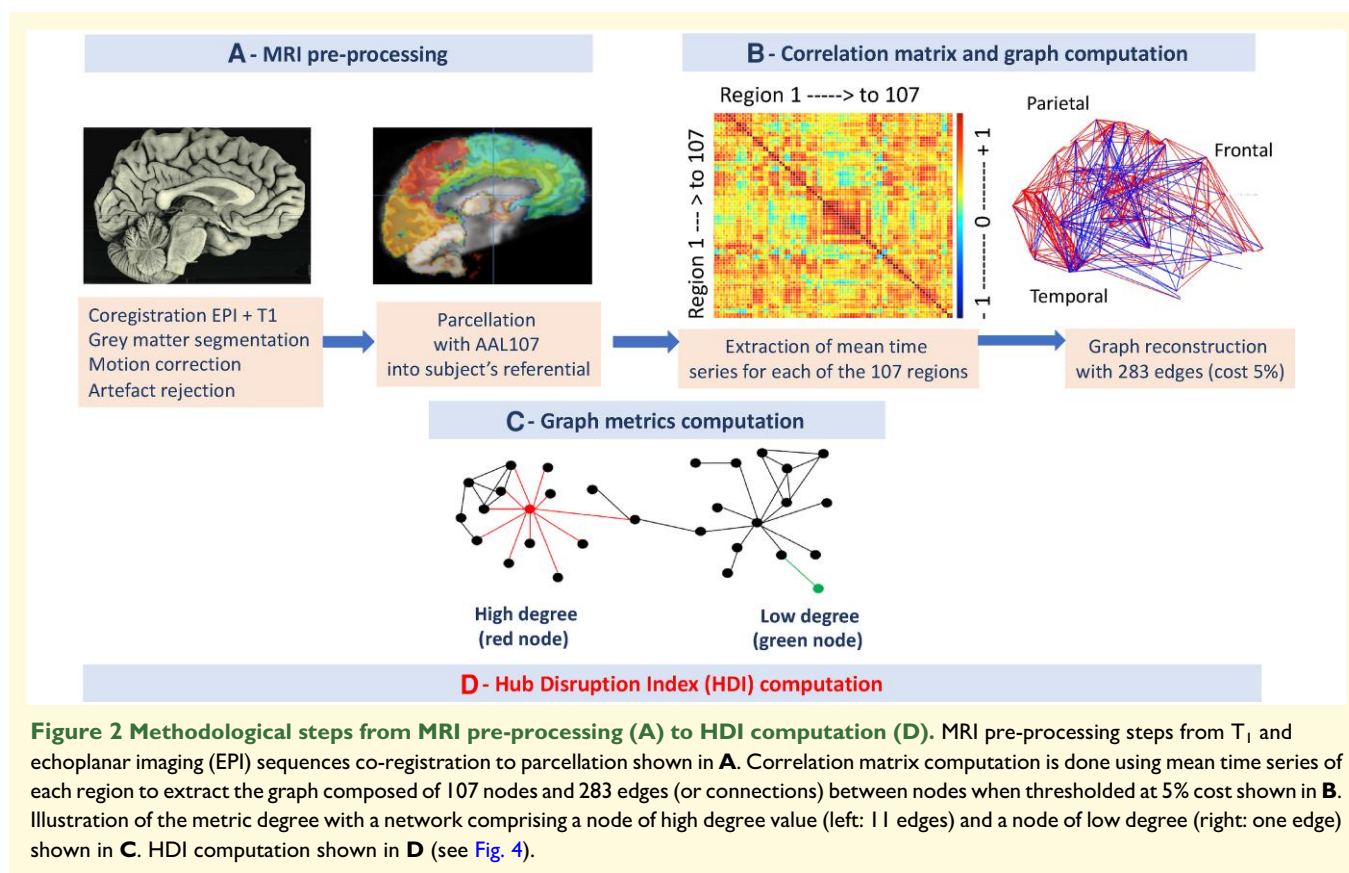 A - MRI pre-processing
B - Correlation matrix and graph computation
Region 1 -----> to 107
Region 1 ---- > to 107
- 1 ----------- 0 --------- + 1
Parietal
Frontal
Temporal
Coregistration EPI + T1
Grey matter segmentation
Motion correction
Artefact rejection
Parcellation
with AAL107
into subject's referential
Extraction of mean time
series for each of the 107 regions
Graph reconstruction
with 283 edges (cost 5%)
C - Graph metrics computation
High degree
(red node)
Low degree
(green node)
D - Hub Disruption Index (HDI) computation
Figure 2 Methodological steps from MRI pre-processing (A) to HDI computation (D). MRI pre-processing steps from T1 and
echoplanar imaging (EPI) sequences co-registration to parcellation shown in A. Correlation matrix computation is done using mean time series of
each region to extract the graph composed of 107 nodes and 283 edges (or connections) between nodes when thresholded at 5% cost shown in B.
Illustration of the metric degree with a network comprising a node of high degree value (left: 11 edges) and a node of low degree (right: one edge)
shown in C. HDI computation shown in D (see Fig. 4).